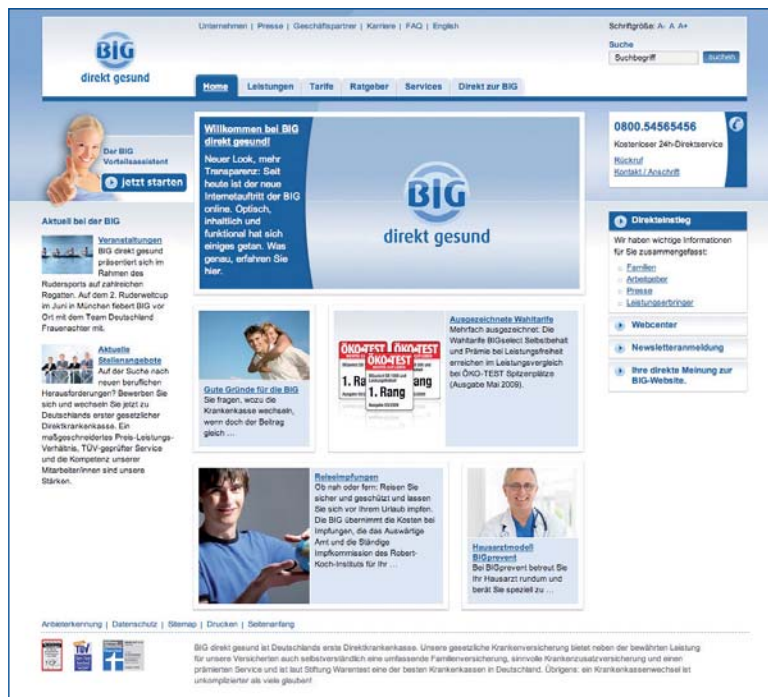 Unternehmen | Presse | Geschäftspartner | Karriere | FAQ | English
Schriftgröße: A- A A+
Suche
Suchbegriff
suchen
BIG
direkt gesund
Home
Leistungen
Tarife
Ratgeber
Services
Direkt zur BIG
Der BIG
Vorteilsassistent
jetzt starten
Willkommen bei BIG
direkt gesund!
Neuer Look, mehr
Transparenz: Seit
heute ist der neue
Internetauftritt der BIG
online. Optisch,
inhaltlich und
funktional hat sich
einiges getan. Was
genau, erfahren Sie
hier.
BIG
direkt gesund
0800.54565456
Kostenloser 24h-Direktservice
Rückruf
Kontakt / Anschrift
Aktuell bei der BIG
Veranstaltungen
BIG direkt gesund
präsentiert sich im
Rahmen des
Rudersports auf zahlreichen
Regatten. Auf dem 2. Ruderweltcup
im Juni in München fiebert BIG vor
Ort mit dem Team Deutschland
Frauenachter mit.
Aktuelle
Stellenangebote
Auf der Suche nach
neuen beruflichen
Herausforderungen? Bewerben Sie
sich und wechseln Sie jetzt zu
Deutschlands erster gesetzlicher
Direktkrankenkasse. Ein
maßgeschneidertes Preis-Leistungs-
Verhältnis, TÜV-geprüfter Service
und die Kompetenz unserer
Mitarbeiter/innen sind unsere
Stärken.
Gute Gründe für die BIG
Sie fragen, wozu die
Krankenkasse wechseln,
wenn doch der Beitrag
gleich ...
ÖKO-TEST
ÖKO-TEST
ÖKO-TEST
1. Rang
1. Rang
Ausgezeichnete Wahltarife
Mehrfach ausgezeichnet: Die
Wahltarife BIGselect Selbstbehalt
und Prämie bei Leistungsfreiheit
erreichen im Leistungsvergleich
bei ÖKO-TEST Spitzenplätze
(Ausgabe Mai 2009).
Direkteinstieg
Wir haben wichtige Informationen
für Sie zusammengefasst:
Familien
Arbeitgeber
Presse
Leistungserbringer
Webcenter
Newsletteranmeldung
Ihre direkte Meinung zur
BIG-Website.
Reiseimpfungen
Ob nah oder fern: Reisen Sie
sicher und geschützt und lassen
Sie sich vor Ihrem Urlaub impfen.
Die BIG übernimmt die Kosten bei
Impfungen, die das Auswärtige
Amt und die Ständige
Impfkommission des Robert-
Koch-Instituts für Ihr ...
Hausarztmodell
BIGprevent
Bei BIGprevent betreut Sie
Ihr Hausarzt rundum und
berät Sie speziell zu ...
Anbieterkennung | Datenschutz | Sitemap | Drucken | Seitenanfang
TÜV
BIG direkt gesund ist Deutschlands erste Direktkrankenkasse. Unsere gesetzliche Krankenversicherung bietet neben der bewährten Leistung
für unsere Versicherten auch selbstverständlich eine umfassende Familienversicherung, sinnvolle Krankenzusatzversicherung und einen
prämierten Service und ist laut Stiftung Warentest eine der besten Krankenkassen in Deutschland. Übrigens: ein Krankenkassenwechsel ist
unkomplizierter als viele glauben!